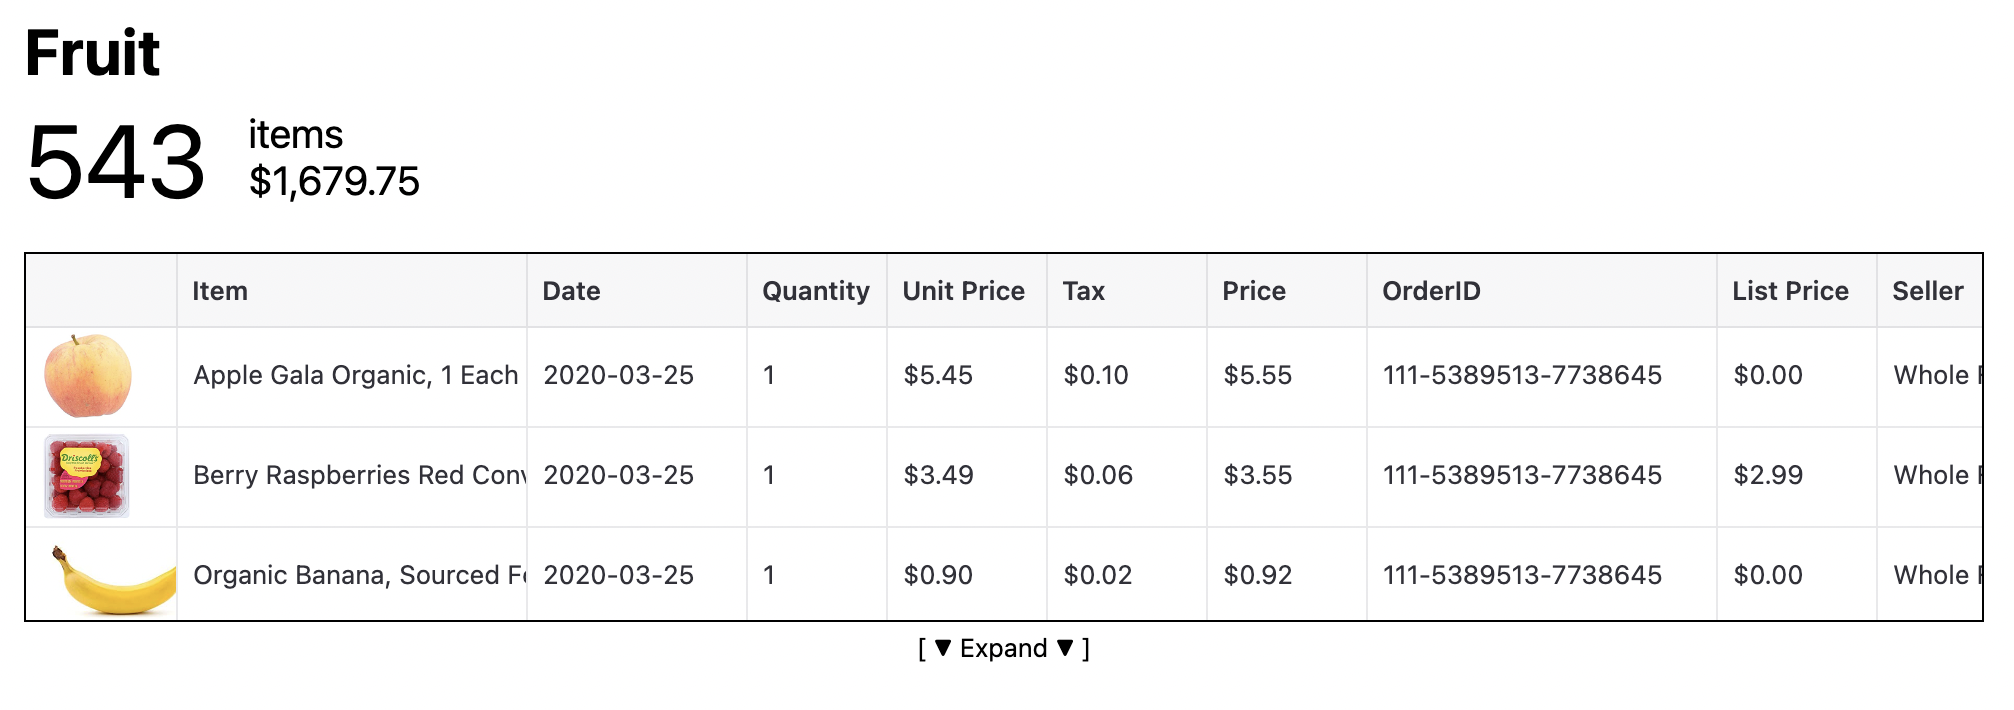 Fruit
543 items
$1,679.75
Item Date Quantity Unit Price Tax Price OrderID List Price Seller
Apple Gala Organic, 1 Each 2020-03-25 1 $5.45 $0.10 $5.55 111-5389513-7738645 $0.00 Whole
Driscoll's
Berry Raspberries Red 2020-03-25 1 $3.49 $0.06 $3.55 111-5389513-7738645 $2.99 Whole
Organic Banana, Sourced 2020-03-25 1 $0.90 $0.02 $0.92 111-5389513-7738645 $0.00 Whole
[ ▼ Expand ▼ ]